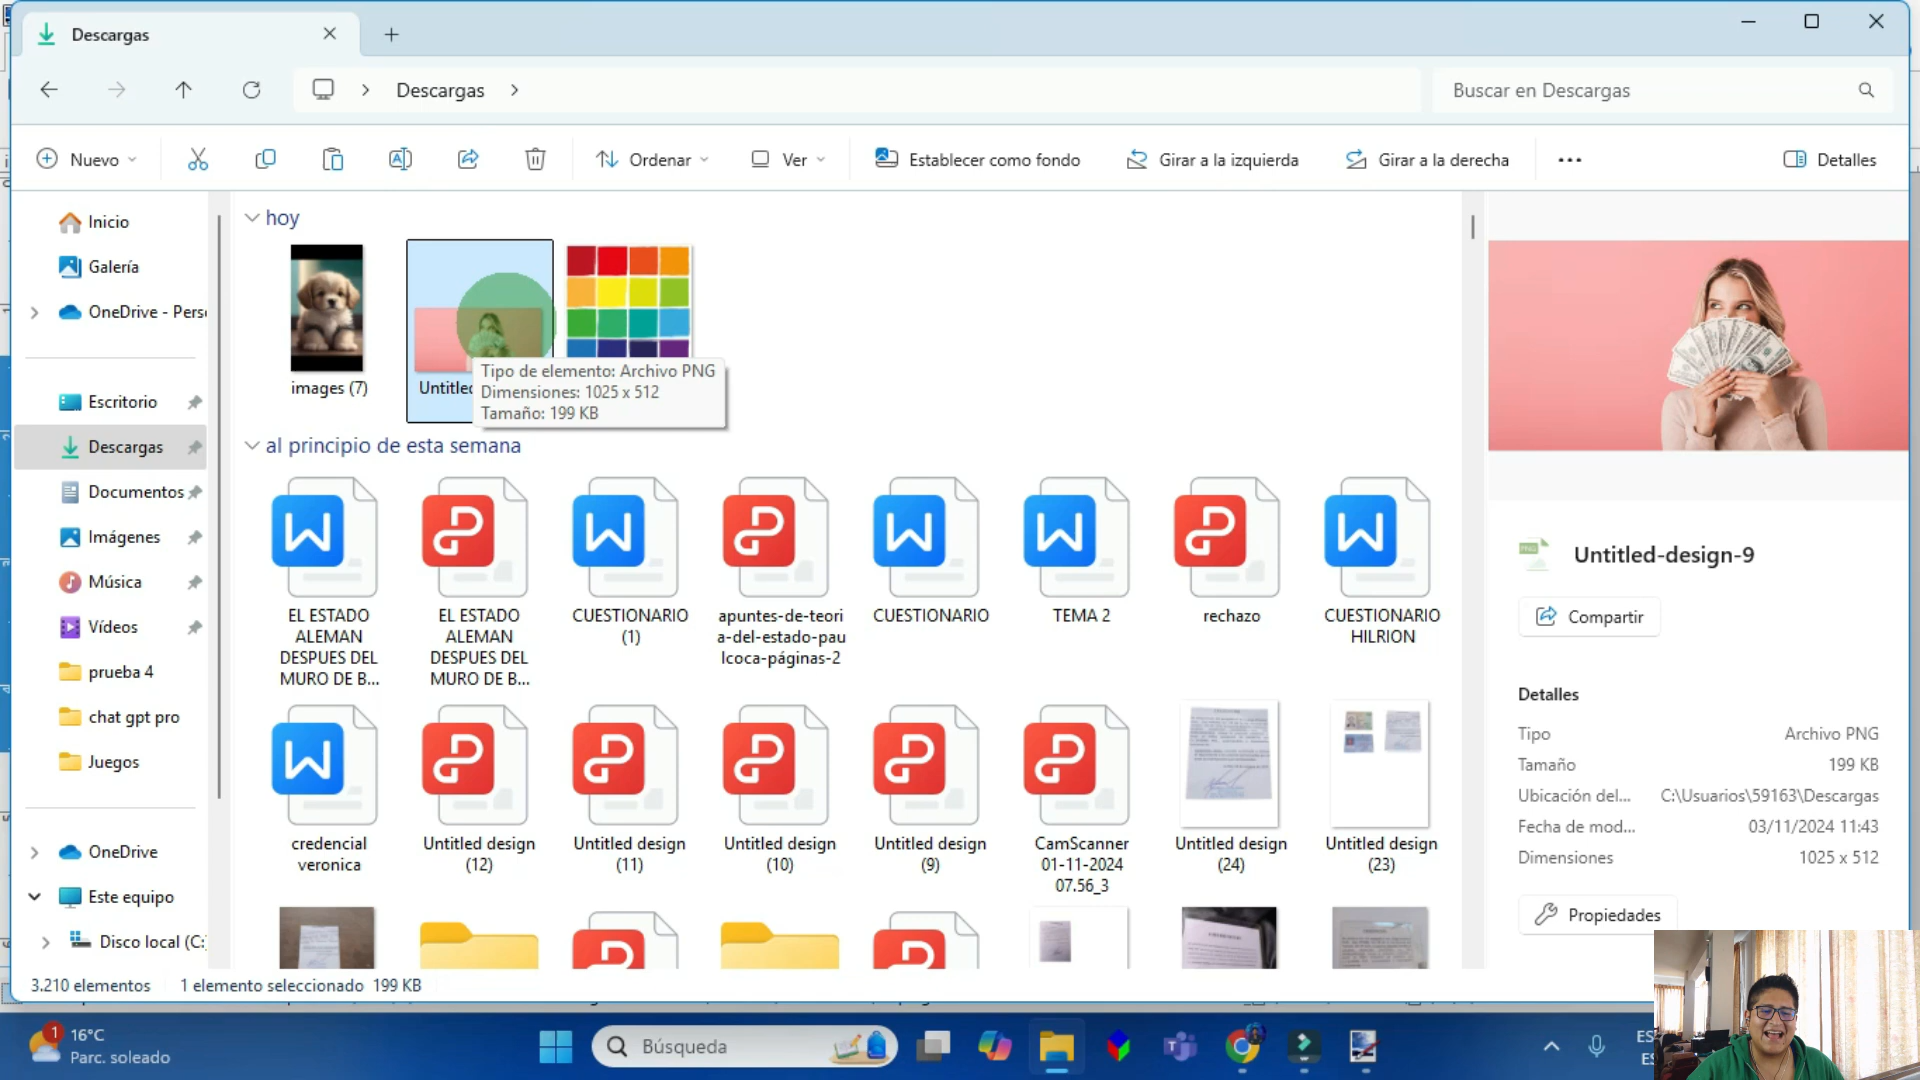 Descargas
Descargas
Buscar en Descargas
Nuevo
Ordenar
Ver
Establecer como fondo
Girar a la izquierda
Girar a la derecha
Detalles
Inicio
Galería
OneDrive - Pers
Escritorio
Descargas
Documentos
Imágenes
Música
Vídeos
prueba 4
chat gpt pro
Juegos
OneDrive
Este equipo
Disco local (C:
hoy
images (7)
Untitle
Tipo de elemento: Archivo PNG
Dimensiones: 1025 x 512
Tamaño: 199 KB
al principio de esta semana
EL ESTADO
ALEMAN
DESPUES DEL
MURO DE B...
EL ESTADO
ALEMAN
DESPUES DEL
MURO DE B...
CUESTIONARIO
(1)
apuntes-de-teori
a-del-estado-pau
lcoca-páginas-2
CUESTIONARIO
TEMA 2
rechazo
CUESTIONARIO
HILRION
credencial
veronica
Untitled design
(12)
Untitled design
(11)
Untitled design
(10)
Untitled design
(9)
CamScanner
01-11-2024
07.56_3
Untitled design
(24)
Untitled design
(23)
PNG
Untitled-design-9
Compartir
Detalles
Tipo Archivo PNG
Tamaño 199 KB
Ubicación del... C:\Usuarios\59163\Descargas
Fecha de mod... 03/11/2024 11:43
Dimensiones 1025 x 512
Propiedades
3.210 elementos
1 elemento seleccionado 199 KB
1
16°C
Parc. soleado
Búsqueda
ES